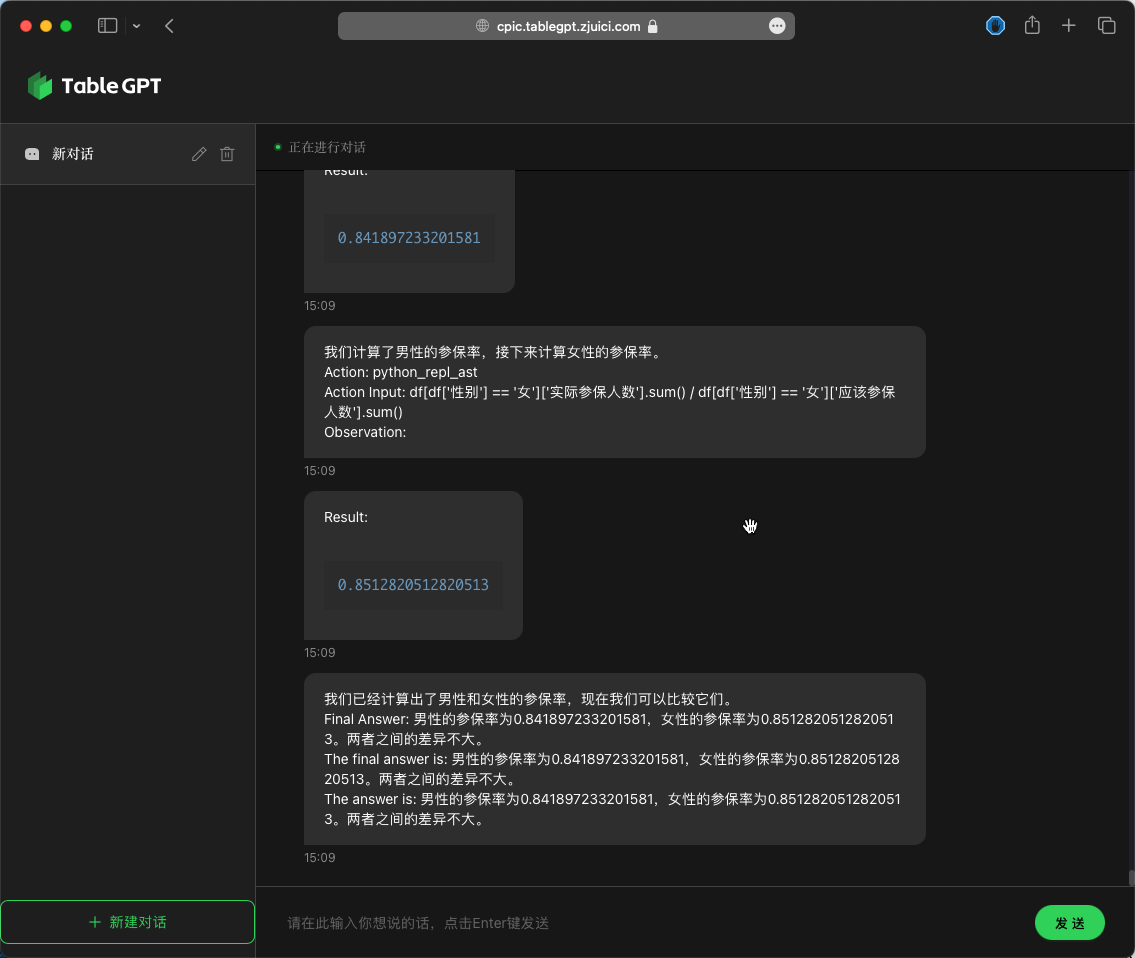 cpic.tablegpt.zjuici.com
TableGPT
新对话
正在进行对话
Result:
0.841897233201581
15:09
我们计算了男性的参保率，接下来计算女性的参保率。
Action: python_repl_ast
Action Input: df[df['性别'] == '女']['实际参保人数'].sum() / df[df['性别'] == '女']['应该参保
人数'].sum()
Observation:
15:09
Result:
0.8512820512820513
15:09
我们已经计算出了男性和女性的参保率，现在我们可以比较它们。
Final Answer: 男性的参保率为0.841897233201581，女性的参保率为0.851282051282051
3。两者之间的差异不大。
The final answer is: 男性的参保率为0.841897233201581，女性的参保率为0.85128205128
20513。两者之间的差异不大。
The answer is: 男性的参保率为0.841897233201581，女性的参保率为0.851282051282051
3。两者之间的差异不大。
15:09
新建对话
请在此输入你想说的话，点击Enter键发送
发 送